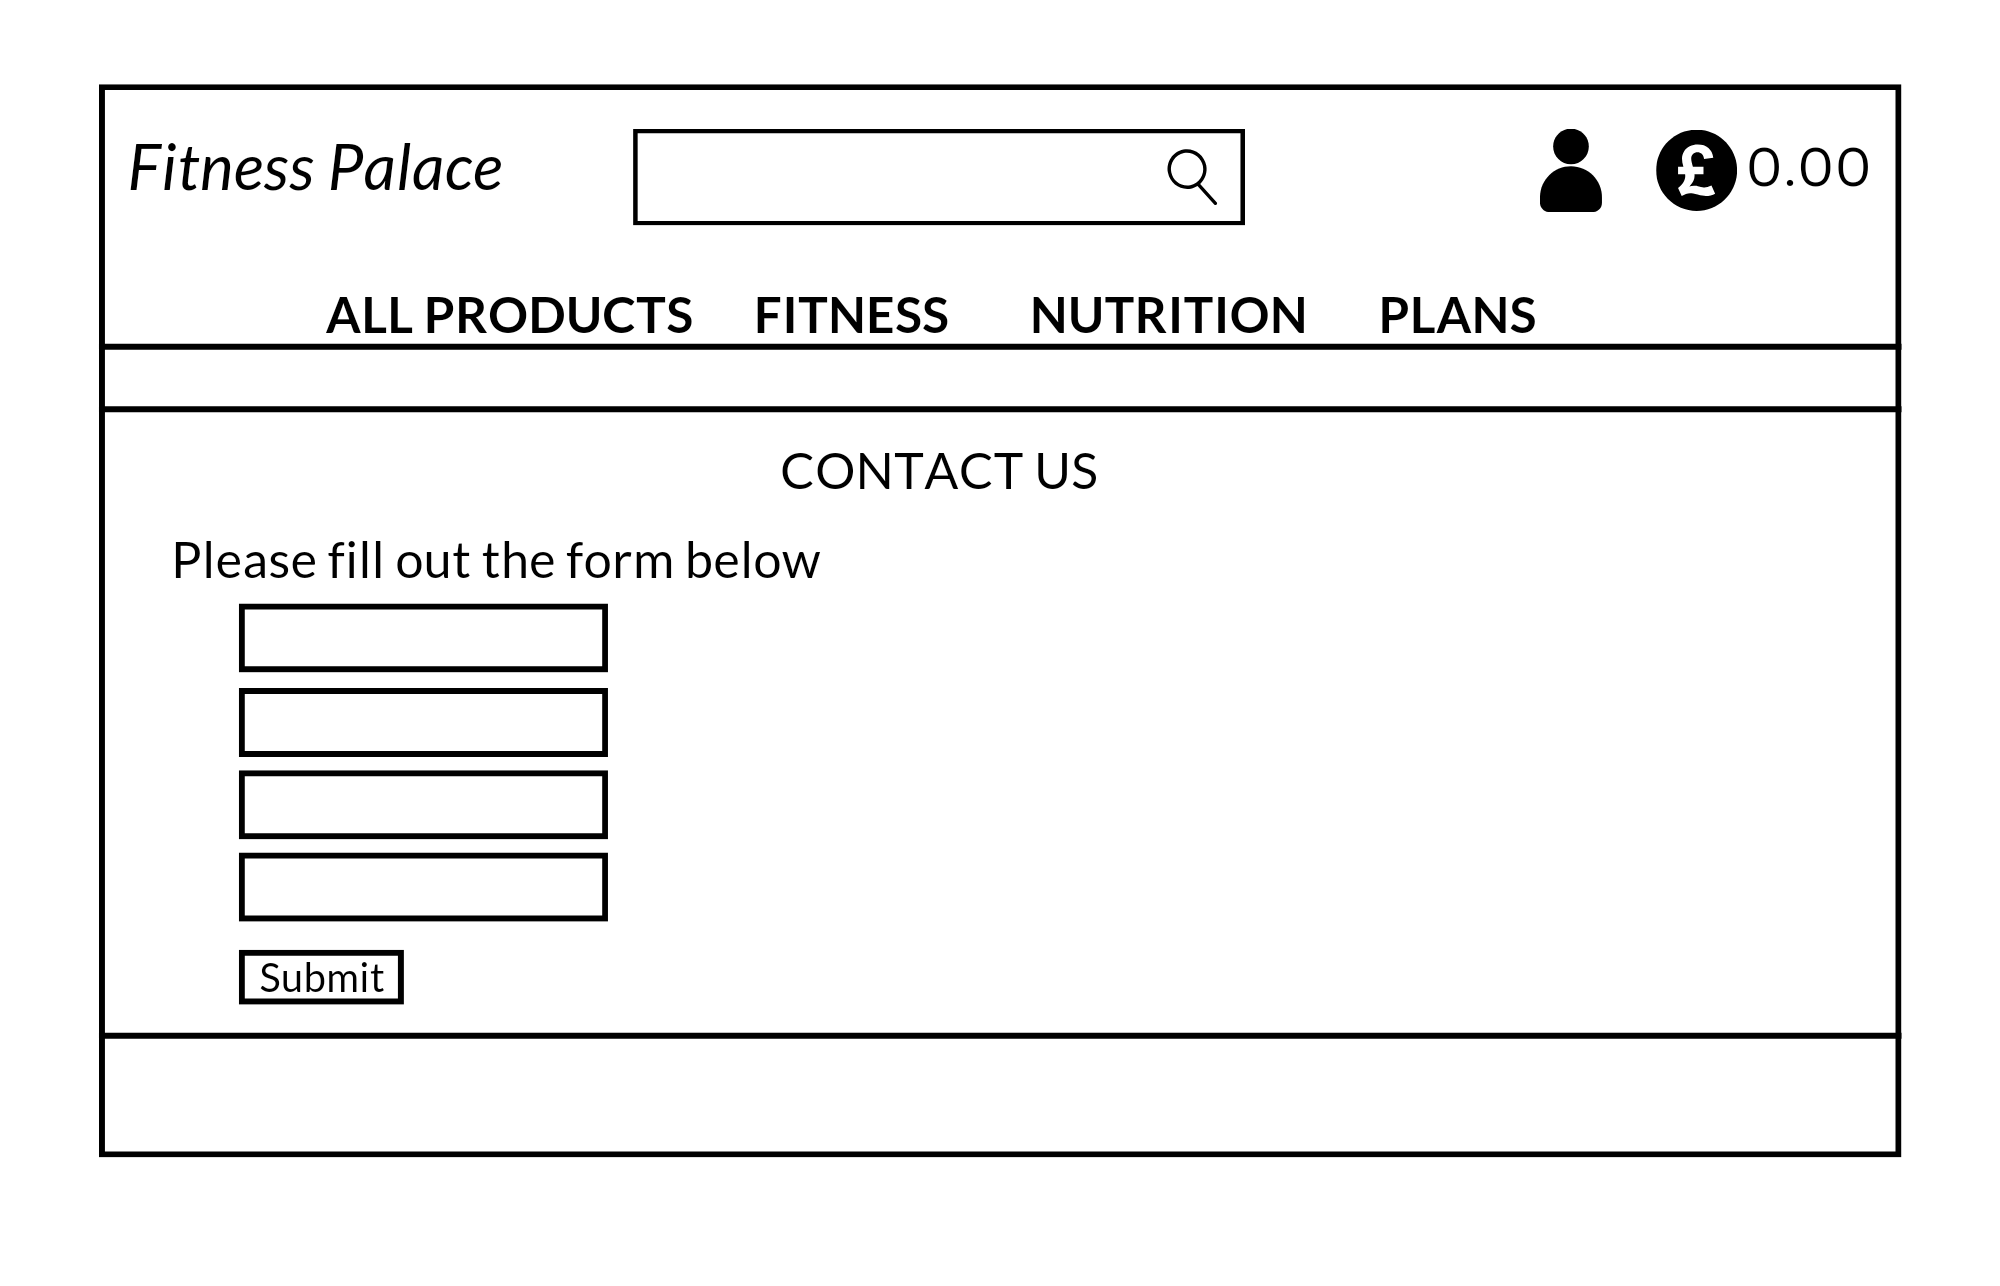 Fitness Palace
£ 0.00
ALL PRODUCTS FITNESS NUTRITION PLANS
CONTACT US
Please fill out the form below
Submit